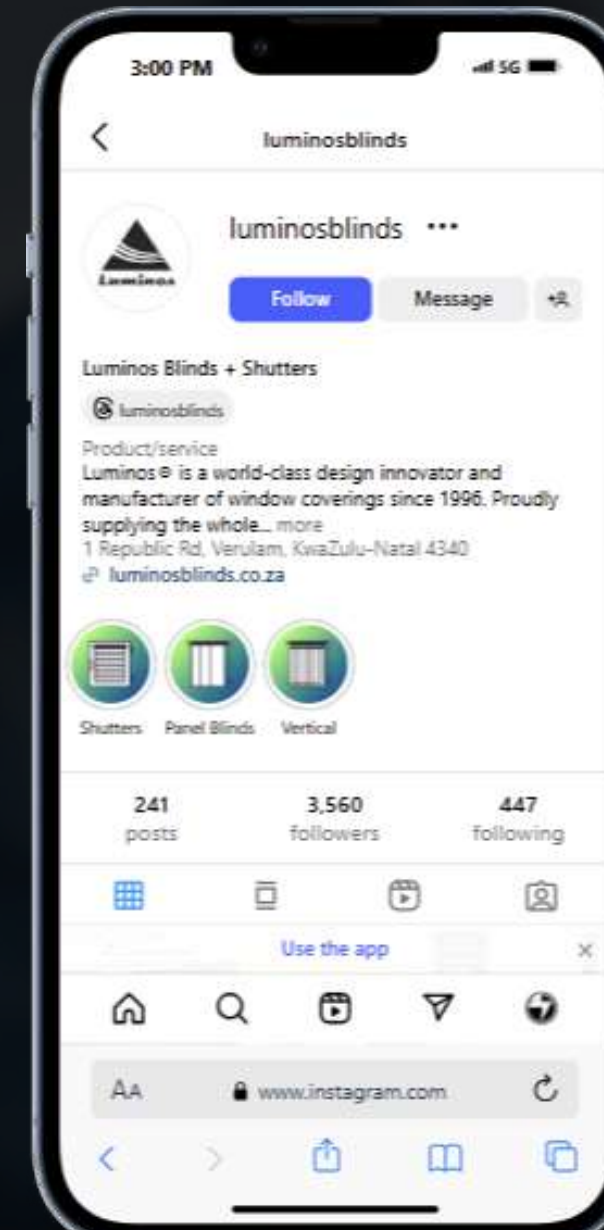 3:00 PM 5G
luminosblinds
Luminos
luminosblinds
Follow Message
Luminos Blinds + Shutters
luminosblinds
Product/service
Luminos® is a world-class design innovator and
manufacturer of window coverings since 1996. Proudly
supplying the whole... more
1 Republic Rd, Verulam, KwaZulu-Natal 4340
luminosblinds.co.za
Shutters Panel Blinds Vertical
241 3,560 447
posts followers following
Use the app
AA www.instagram.com